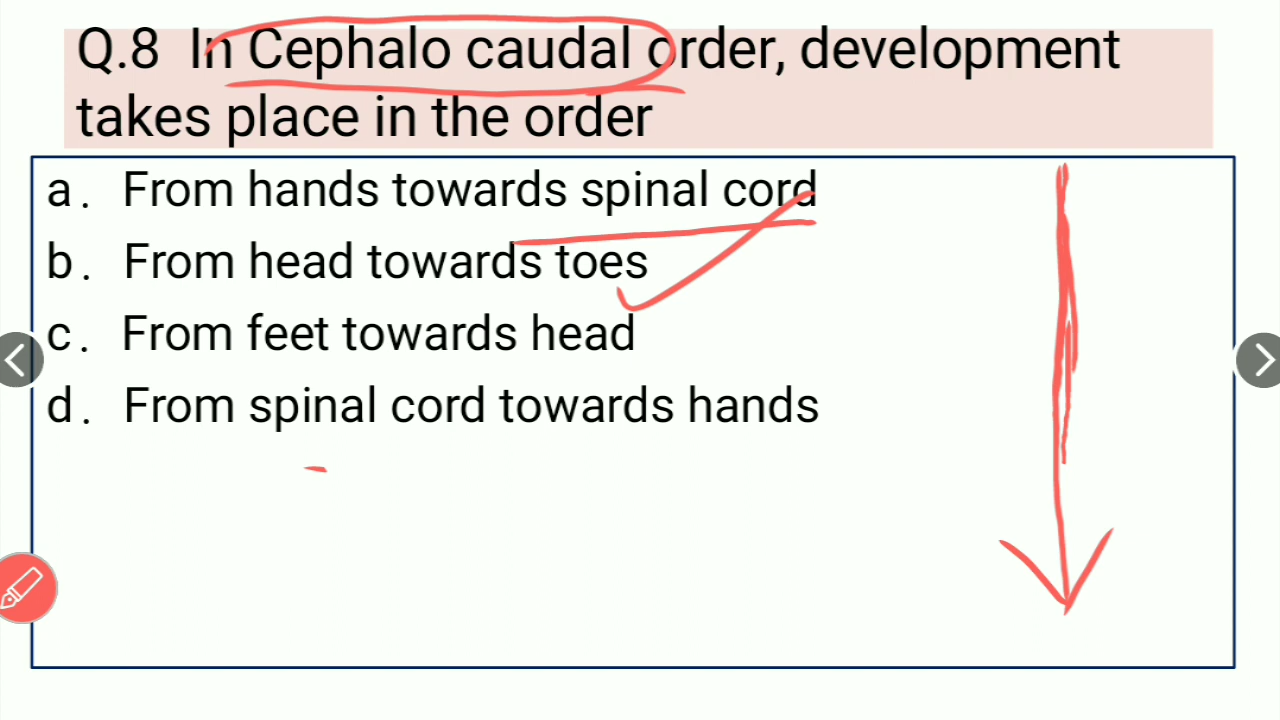 Q.8 In Cephalo caudal order, development
takes place in the order
a. From hands towards spinal cord
b. From head towards toes
c. From feet towards head
d. From spinal cord towards hands